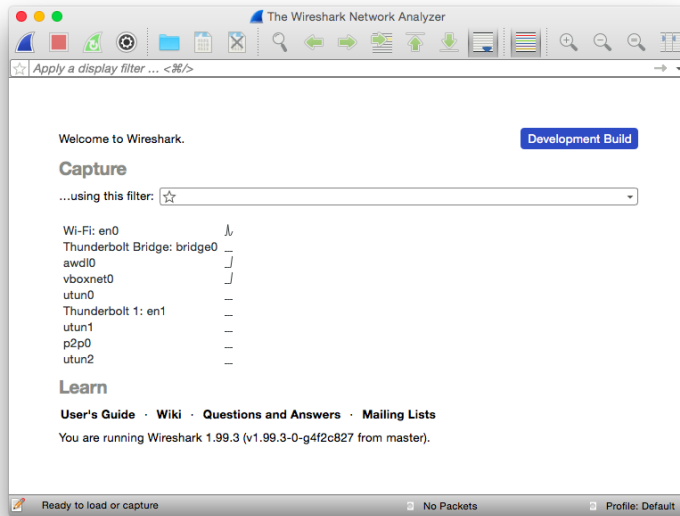 The Wireshark Network Analyzer
Apply a display filter ... <⌘/>
Welcome to Wireshark.
Development Build
Capture
...using this filter:
Wi-Fi: en0
Thunderbolt Bridge: bridge0
awdl0
vboxnet0
utun0
Thunderbolt 1: en1
utun1
p2p0
utun2
Learn
User's Guide · Wiki · Questions and Answers · Mailing Lists
You are running Wireshark 1.99.3 (v1.99.3-0-g4f2c827 from master).
Ready to load or capture No Packets Profile: Default